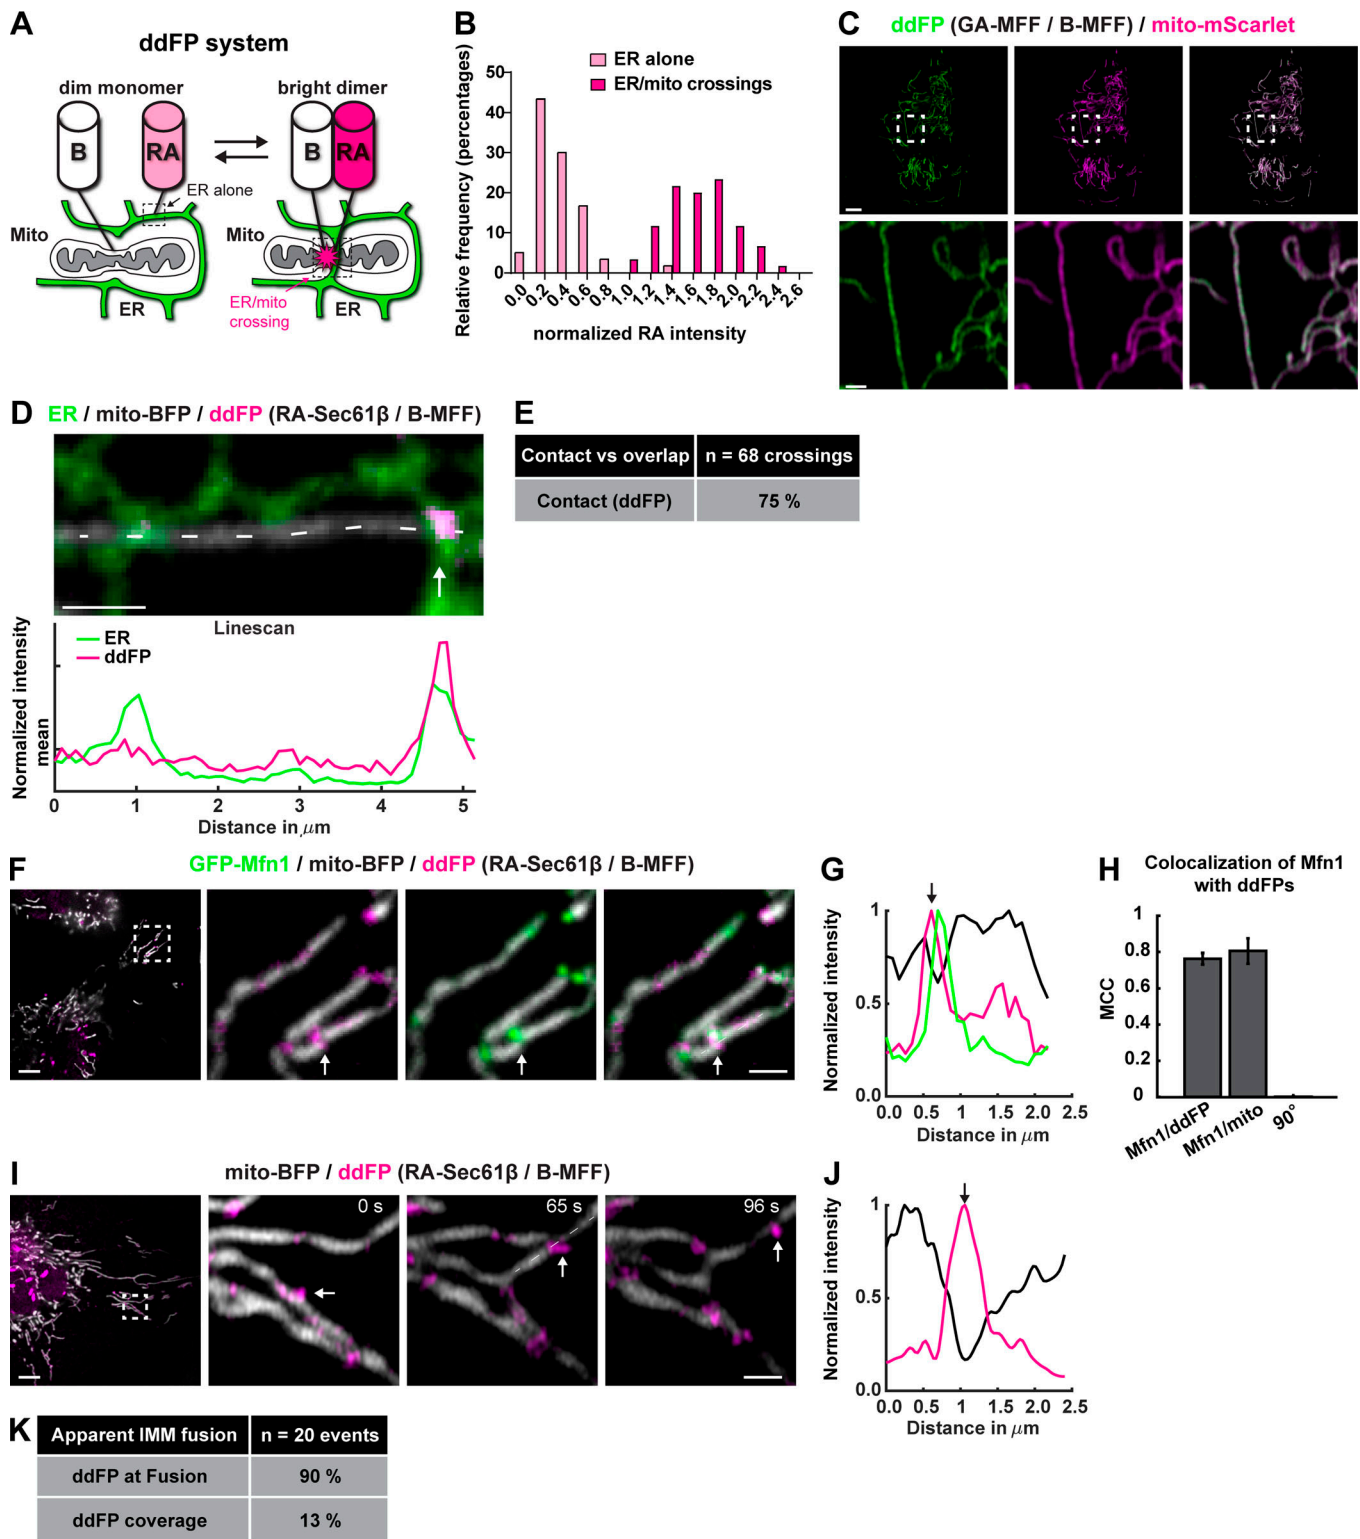 A
ddFP system
dim monomer
bright dimer
B
RA
B
RA
ER alone
Mito
Mito
ER
ER/mito
crossing
ER
B
ER alone
ER/mito crossings
Relative frequency (percentages)
50
40
30
20
10
0
0.0 0.2 0.4 0.6 0.8 1.0 1.2 1.4 1.6 1.8 2.0 2.2 2.4 2.6
normalized RA intensity
C ddFP (GA-MFF / B-MFF) / mito-mScarlet
D ER / mito-BFP / ddFP (RA-Sec61β / B-MFF)
Linescan
ER
ddFP
Normalized intensity
mean
0 1 2 3 4 5
Distance in μm
E
Contact vs overlap n = 68 crossings
Contact (ddFP) 75 %
F GFP-Mfn1 / mito-BFP / ddFP (RA-Sec61β / B-MFF)
G
Normalized intensity
1
0.5
0.0
0.0 0.5 1 1.5 2.0 2.5
Distance in μm
H Colocalization of Mfn1
with ddFPs
MCC
1
0.8
0.6
0.4
0.2
0
Mfn1/ddFP
Mfn1/mito
90°
I mito-BFP / ddFP (RA-Sec61β / B-MFF)
0 s
65 s
96 s
J
Normalized intensity
1
0.5
0.0
0.0 0.5 1 1.5 2.0 2.5
Distance in μm
K
Apparent IMM fusion n = 20 events
ddFP at Fusion 90 %
ddFP coverage 13 %